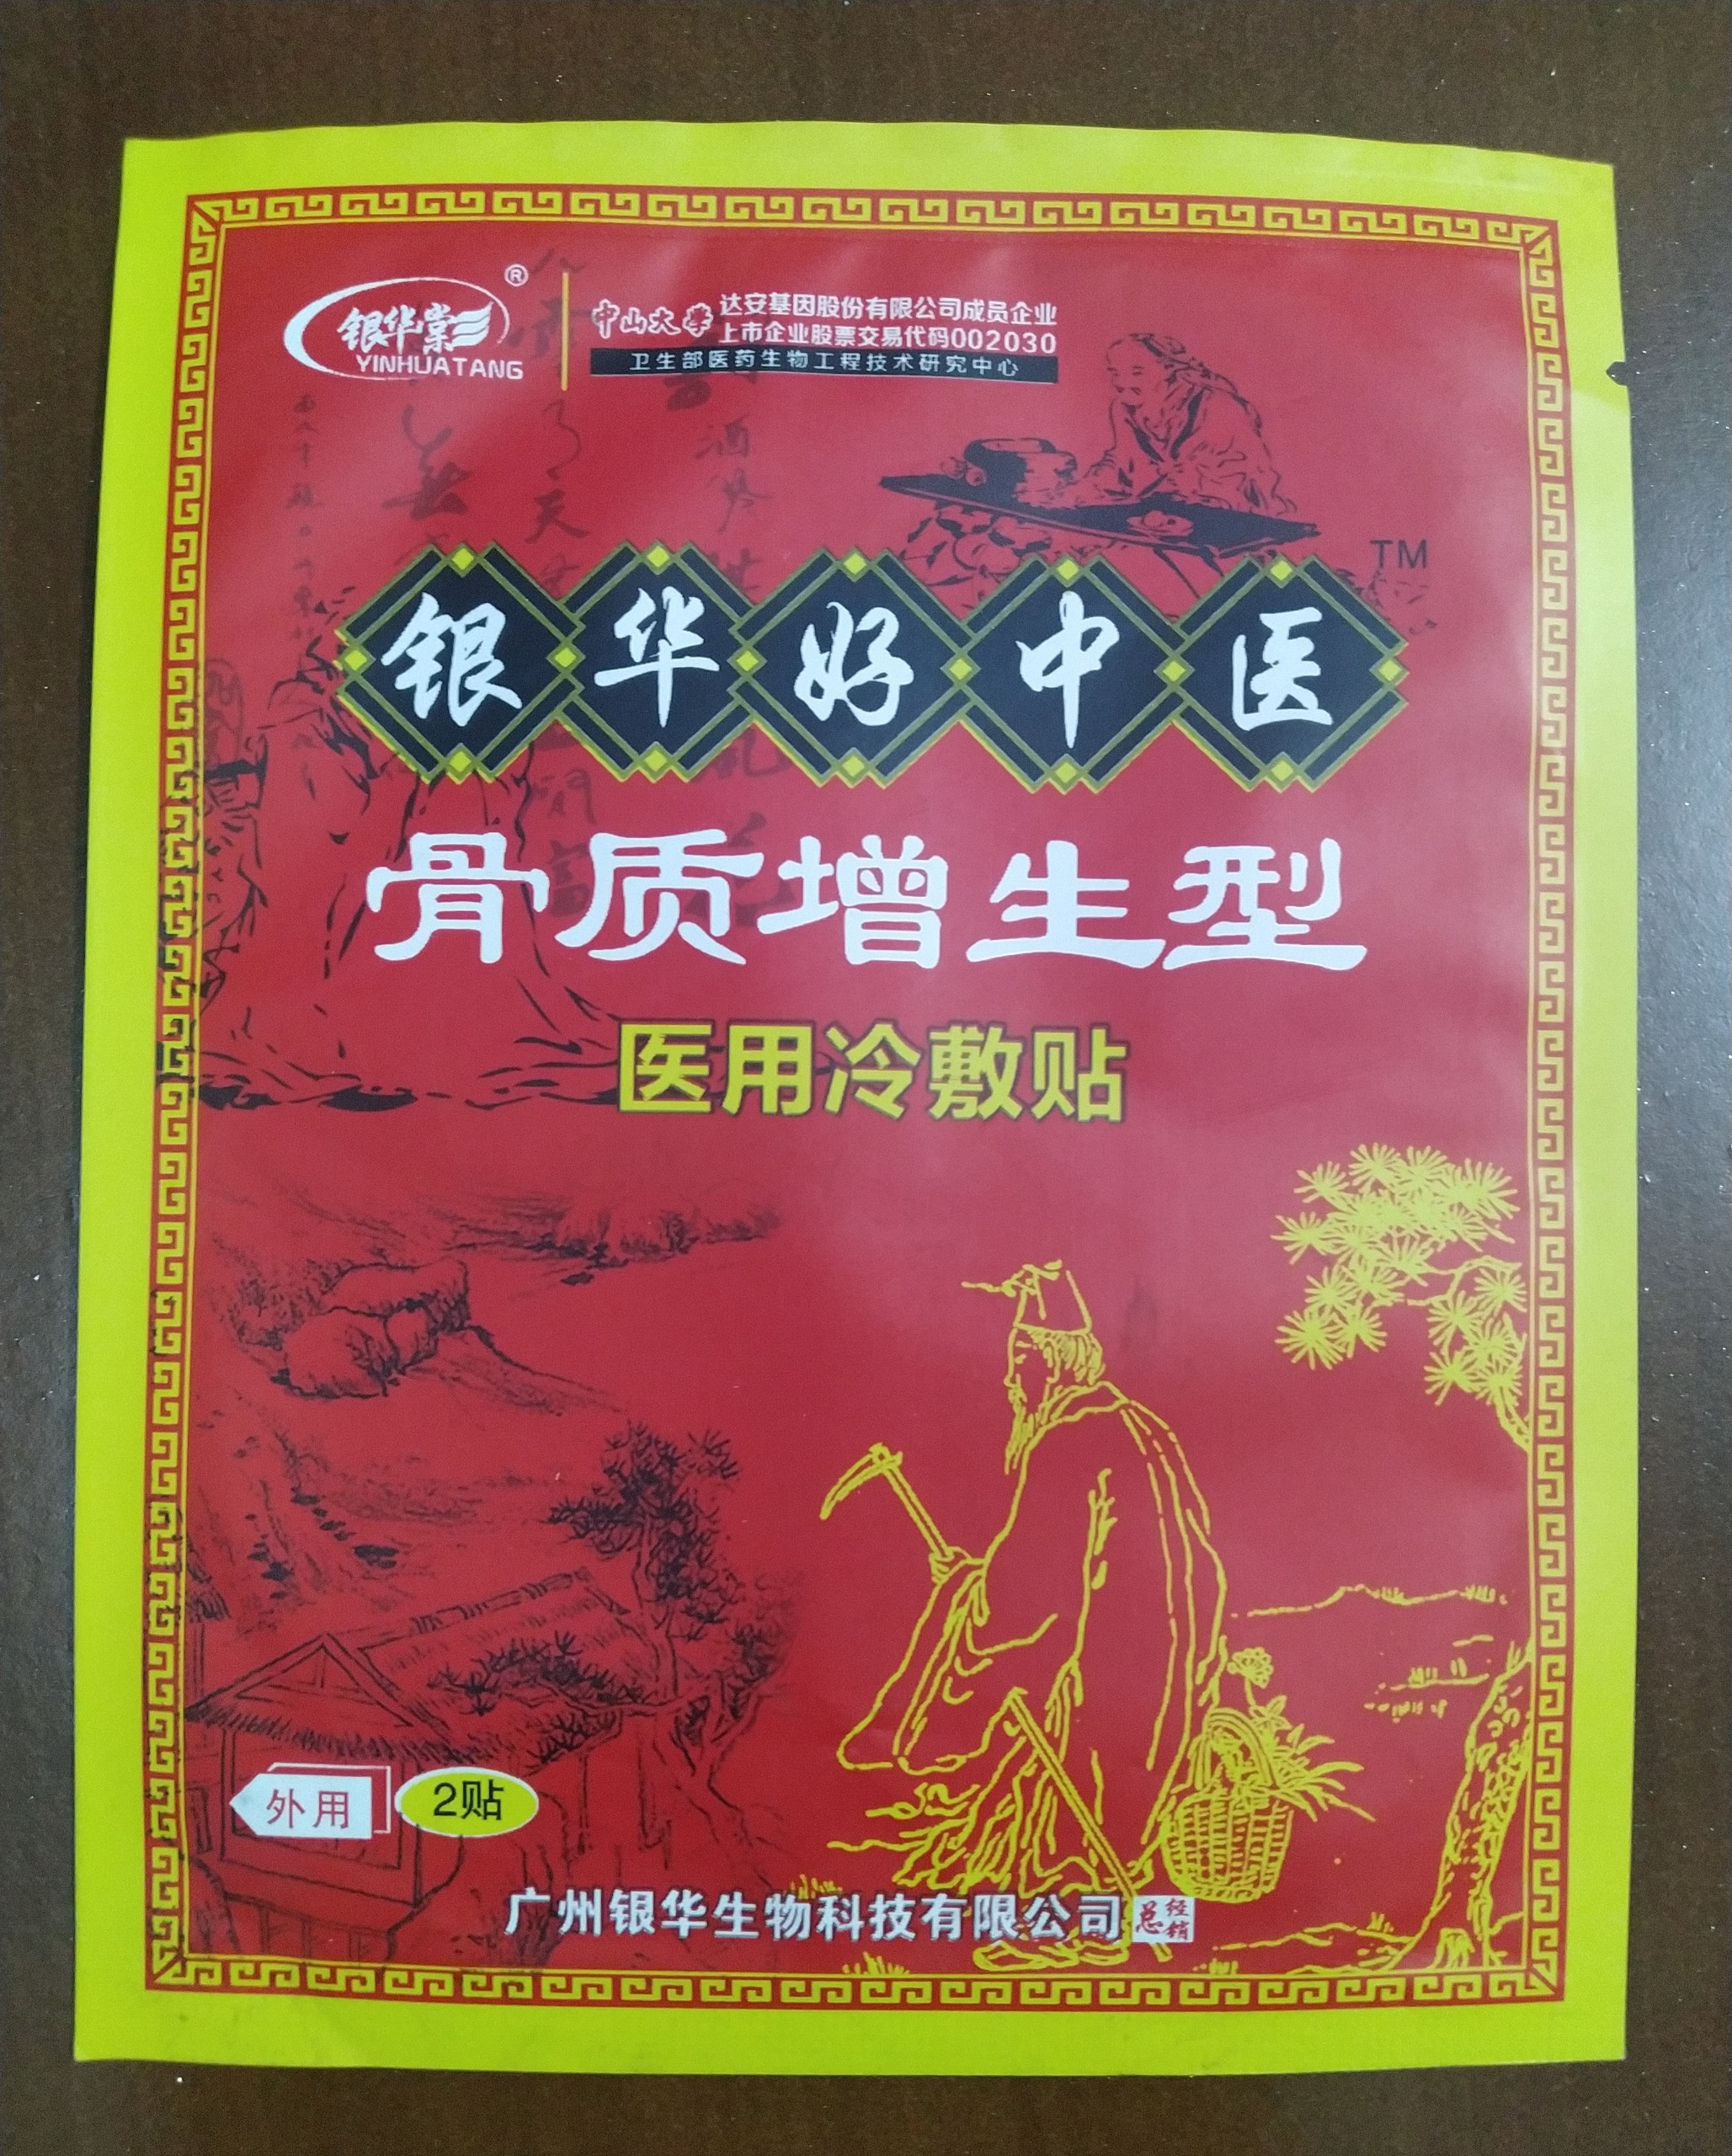 银华棠
YINHUATANG
®
中山大学
达安基因股份有限公司成员企业
上市企业股票交易代码002030
卫生部医药生物工程技术研究中心
TM
银华好中医
骨质增生型
医用冷敷贴
外用
2贴
广州银华生物科技有限公司
总经销